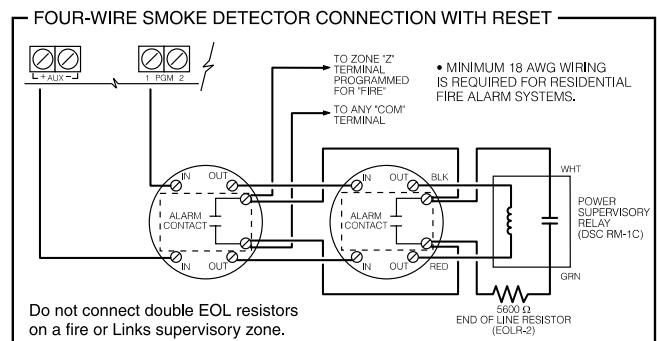 FOUR-WIRE SMOKE DETECTOR CONNECTION WITH RESET
+ AUX -
1 PGM 2
TO ZONE "Z"
TERMINAL
PROGRAMMED
FOR "FIRE"
TO ANY "COM"
TERMINAL
• MINIMUM 18 AWG WIRING
IS REQUIRED FOR RESIDENTIAL
FIRE ALARM SYSTEMS.
IN OUT
ALARM
CONTACT
IN
OUT
IN OUT
BLK
ALARM
CONTACT
IN
OUT
RED
WHT
POWER
SUPERVISORY
RELAY
(DSC RM-1C)
GRN
5600 Ω
END OF LINE RESISTOR
(EOLR-2)
Do not connect double EOL resistors
on a fire or Links supervisory zone.